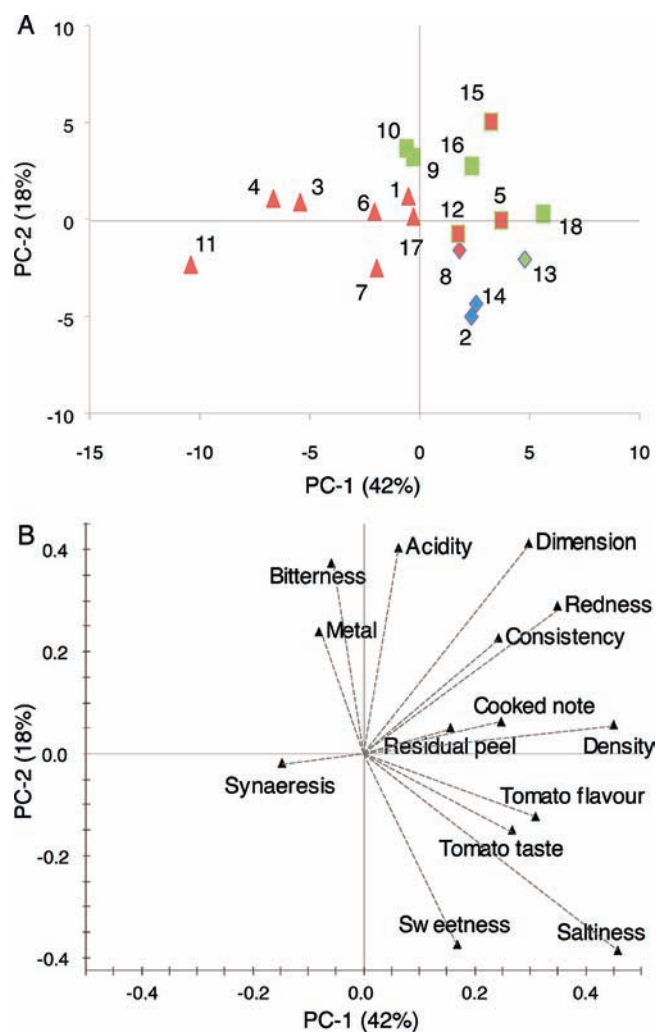 A
10
15
10
16
5
9
4
3
1
6
12
5
0
18
11
17
7
8
13
14
-5
2
-10
-15
-10
-5
0
5
10
PC-2 (18%)
PC-1 (42%)
B
0.4
Acidity
Dimension
Bitterness
Redness
Metal
Consistency
0.2
Cooked note
0.0
Residual peel
Density
Synaeresis
Tomato flavour
-0.2
Tomato taste
Sweetness
Saltiness
-0.4
-0.4
-0.2
0.0
0.2
0.4
PC-2 (18%)
PC-1 (42%)